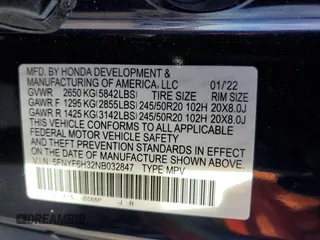 MFD. BY HONDA DEVELOPMENT &
MANUFACTURING OF AMERICA, LLC 01/22
GVWR 2650 KG(5842LBS) TIRE SIZE RIM SIZE
GAWR F 1295 KG(2855LBS) 245/50R20 102H 20X8.0J
GAWR R 1425 KG(3142LBS) 245/50R20 102H 20X8.0J
THIS VEHICLE CONFORMS TO ALL APPLICABLE
FEDERAL MOTOR VEHICLE SAFETY
AND THEFT PREVENTION STANDARDS IN EFFECT
ON THE DATE OF MANUFACTURE SHOWN ABOVE.
V.I.N. 5FNYF6H32NB032847 TYPE MPV